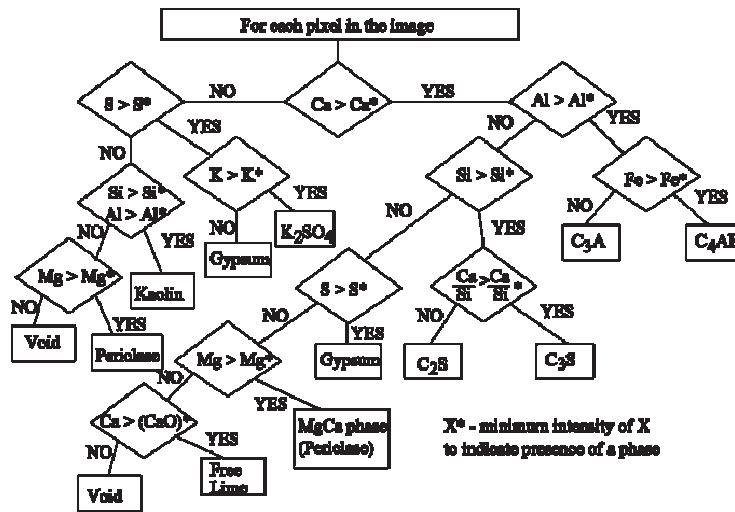 For each pixel in the image
NO
YES
S > S*
Ca > Ca*
Al > Al*
YES
NO
YES
NO
K > K*
Si > Si*
Fe > Fe*
Si > Si*
Al > Al*
YES
NO
YES
NO
NO
YES
NO
K₂SO₄
YES
C₃A
C₄AF
YES
Gypsum
Mg > Mg*
Kaolin
S > S*
Ca/Si > Ca/Si *
NO
YES
NO
NO
YES
Void
Periclase
YES
Mg > Mg*
Gypsum
C₂S
C₃S
NO
YES
Ca > (CaO)*
MgCa phase
(Periclase)
X* - minimum intensity of X
to indicate presence of a phase
NO
YES
Free
Lime
Void